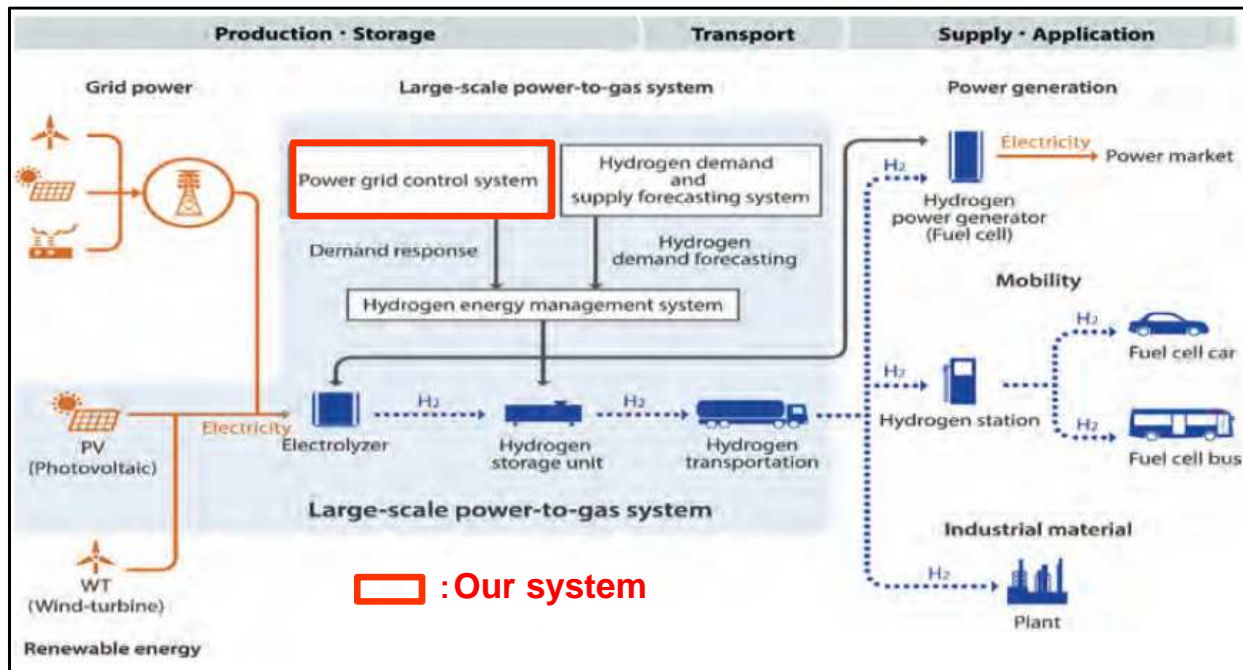 Production · Storage
Transport
Supply · Application
Grid power
Large-scale power-to-gas system
Power generation
Power grid control system
Hydrogen demand
and
supply forecasting system
Demand response
Hydrogen
demand forecasting
Hydrogen energy management system
H₂
Electricity
Power market
Hydrogen
power generator
(Fuel cell)
Mobility
H₂
Fuel cell car
H₂
Hydrogen station
H₂
Fuel cell bus
PV
(Photovoltaic)
Electricity
Electrolyzer
H₂
Hydrogen
storage unit
H₂
Hydrogen
transportation
Large-scale power-to-gas system
WT
(Wind-turbine)
Renewable energy
: Our system
Industrial material
H₂
Plant